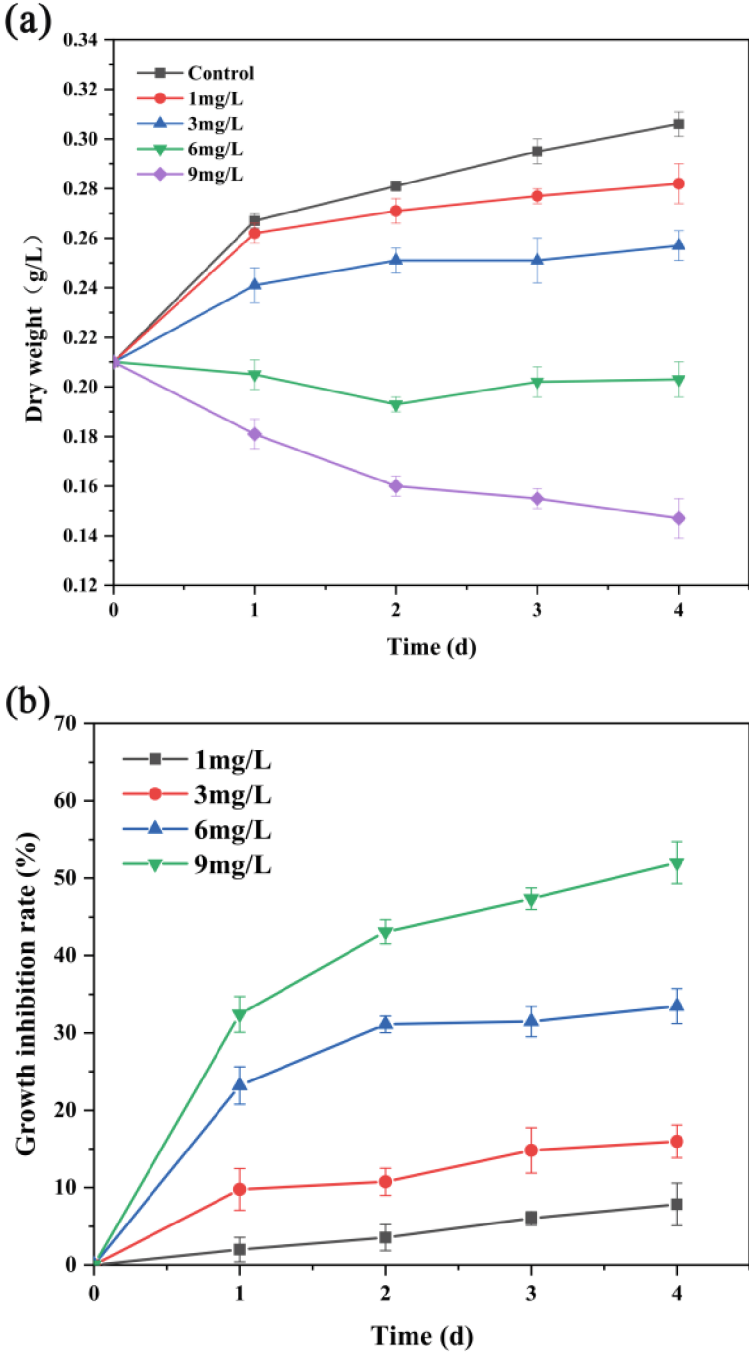 (a)
0.34
0.32
0.30
0.28
0.26
0.24
0.22
0.20
0.18
0.16
0.14
0.12
Dry weight（g/L）
Control
1mg/L
3mg/L
6mg/L
9mg/L
0 1 2 3 4
Time (d)
(b)
70
60
50
40
30
20
10
0
Growth inhibition rate (%)
1mg/L
3mg/L
6mg/L
9mg/L
0 1 2 3 4
Time (d)